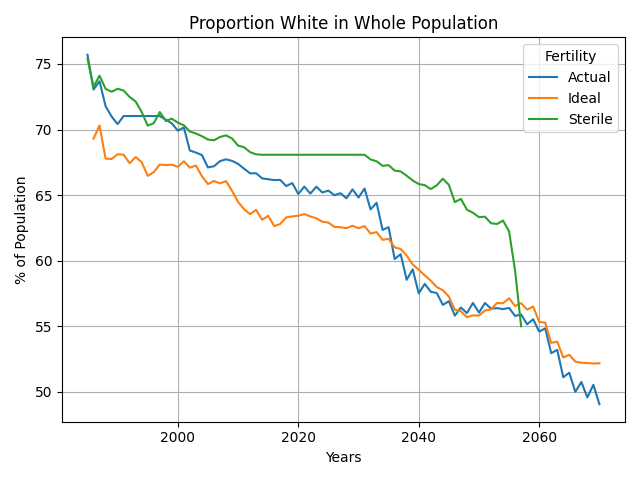 Proportion White in Whole Population
Fertility
Actual
Ideal
Sterile
% of Population
75
70
65
60
55
50
2000
2020
2040
2060
Years